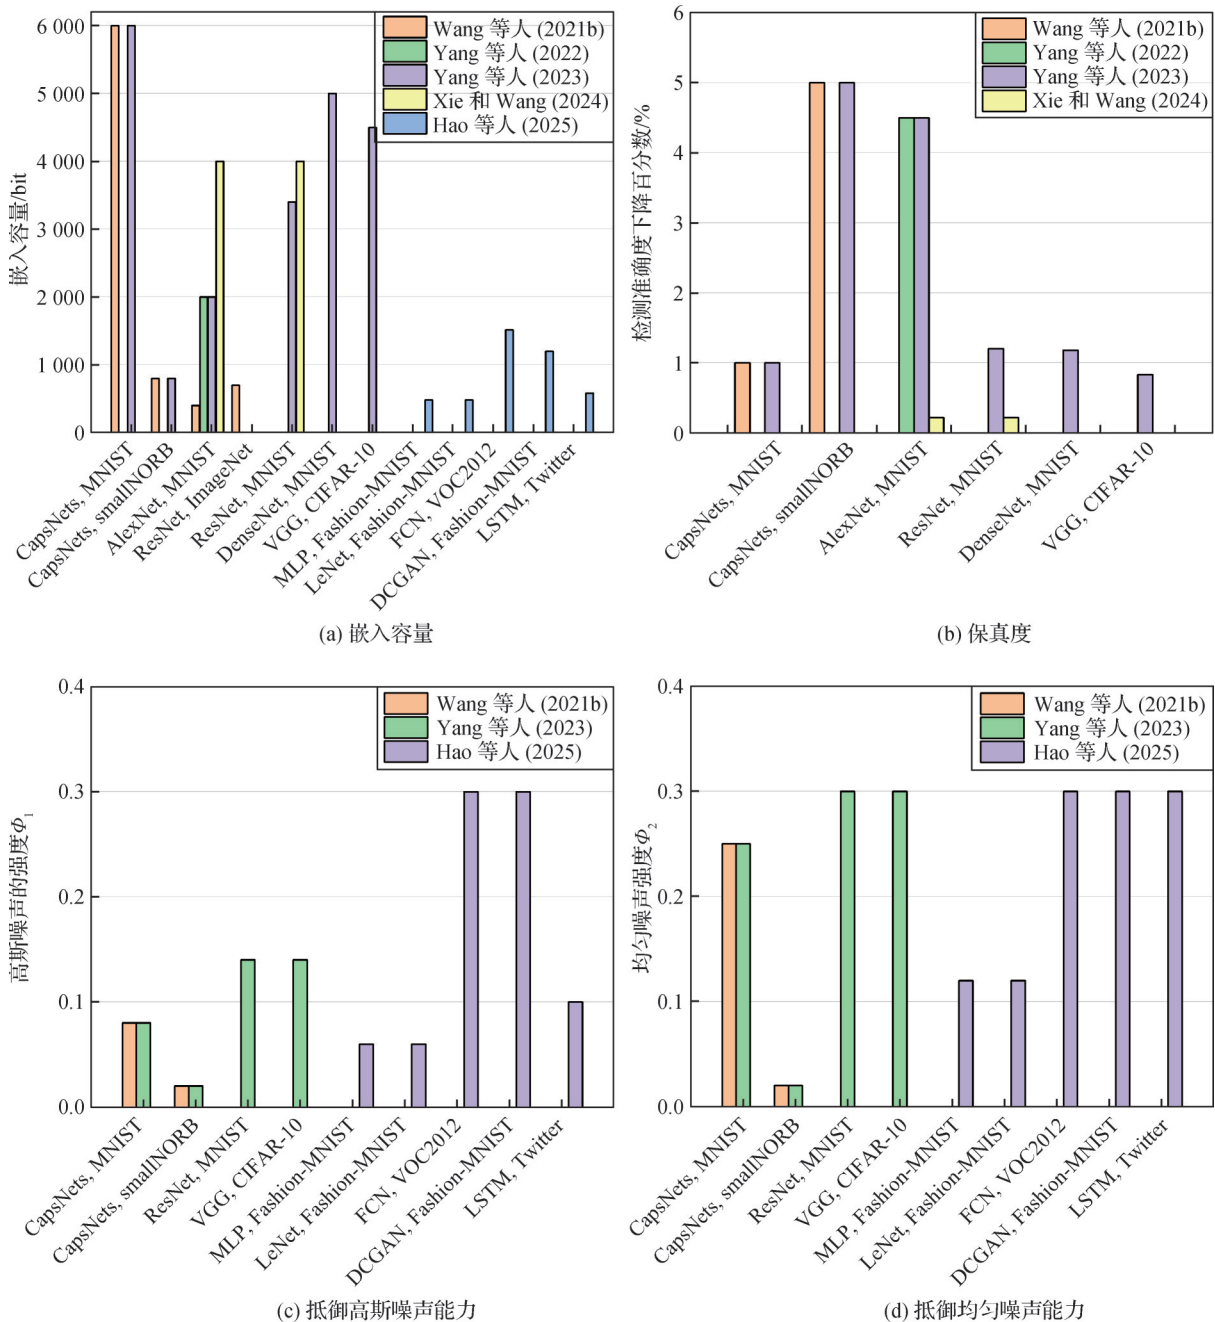 6 000
5 000
4 000
3 000
2 000
1 000
0
嵌入容量/bit
Wang 等人 (2021b)
Yang 等人 (2022)
Yang 等人 (2023)
Xie 和 Wang (2024)
Hao 等人 (2025)
CapsNets, MNIST
CapsNets, smallNORB
AlexNet, MNIST
ResNet, ImageNet
ResNet, MNIST
DenseNet, MNIST
VGG, CIFAR-10
MLP, Fashion-MNIST
LeNet, Fashion-MNIST
FCN, VOC2012
DCGAN, Fashion-MNIST
LSTM, Twitter
(a) 嵌入容量
6
5
4
3
2
1
0
检测准确度下降百分数/%
Wang 等人 (2021b)
Yang 等人 (2022)
Yang 等人 (2023)
Xie 和 Wang (2024)
CapsNets, MNIST
CapsNets, smallNORB
AlexNet, MNIST
ResNet, MNIST
DenseNet, MNIST
VGG, CIFAR-10
(b) 保真度
0.4
0.3
0.2
0.1
0.0
高斯噪声的强度Φ₁
Wang 等人 (2021b)
Yang 等人 (2023)
Hao 等人 (2025)
CapsNets, MNIST
CapsNets, smallNORB
ResNet, MNIST
VGG, CIFAR-10
MLP, Fashion-MNIST
LeNet, Fashion-MNIST
FCN, VOC2012
DCGAN, Fashion-MNIST
LSTM, Twitter
(c) 抵御高斯噪声能力
0.4
0.3
0.2
0.1
0.0
均匀噪声强度Φ₂
Wang 等人 (2021b)
Yang 等人 (2023)
Hao 等人 (2025)
CapsNets, MNIST
CapsNets, smallNORB
ResNet, MNIST
VGG, CIFAR-10
MLP, Fashion-MNIST
LeNet, Fashion-MNIST
FCN, VOC2012
DCGAN, Fashion-MNIST
LSTM, Twitter
(d) 抵御均匀噪声能力